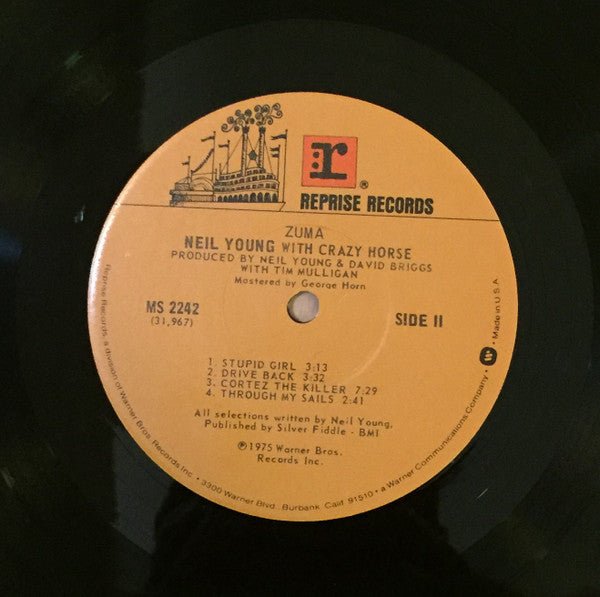 r
®
REPRISE RECORDS
ZUMA
NEIL YOUNG WITH CRAZY HORSE
PRODUCED BY NEIL YOUNG & DAVID BRIGGS
WITH TIM MULLIGAN
Mastered by George Horn
MS 2242
(31,967)
SIDE II
1. STUPID GIRL 3:13
2. DRIVE BACK 3:32
3. CORTEZ THE KILLER 7:29
4. THROUGH MY SAILS 2:41
All selections written by Neil Young,
Published by Silver Fiddle - BMI
℗1975 Warner Bros.
Records Inc.
Reprise Records, a division of Warner Bros. Records Inc. • 3300 Warner Blvd., Burbank, Calif. 91510 • a Warner Communications Company • W • Made in U.S.A.